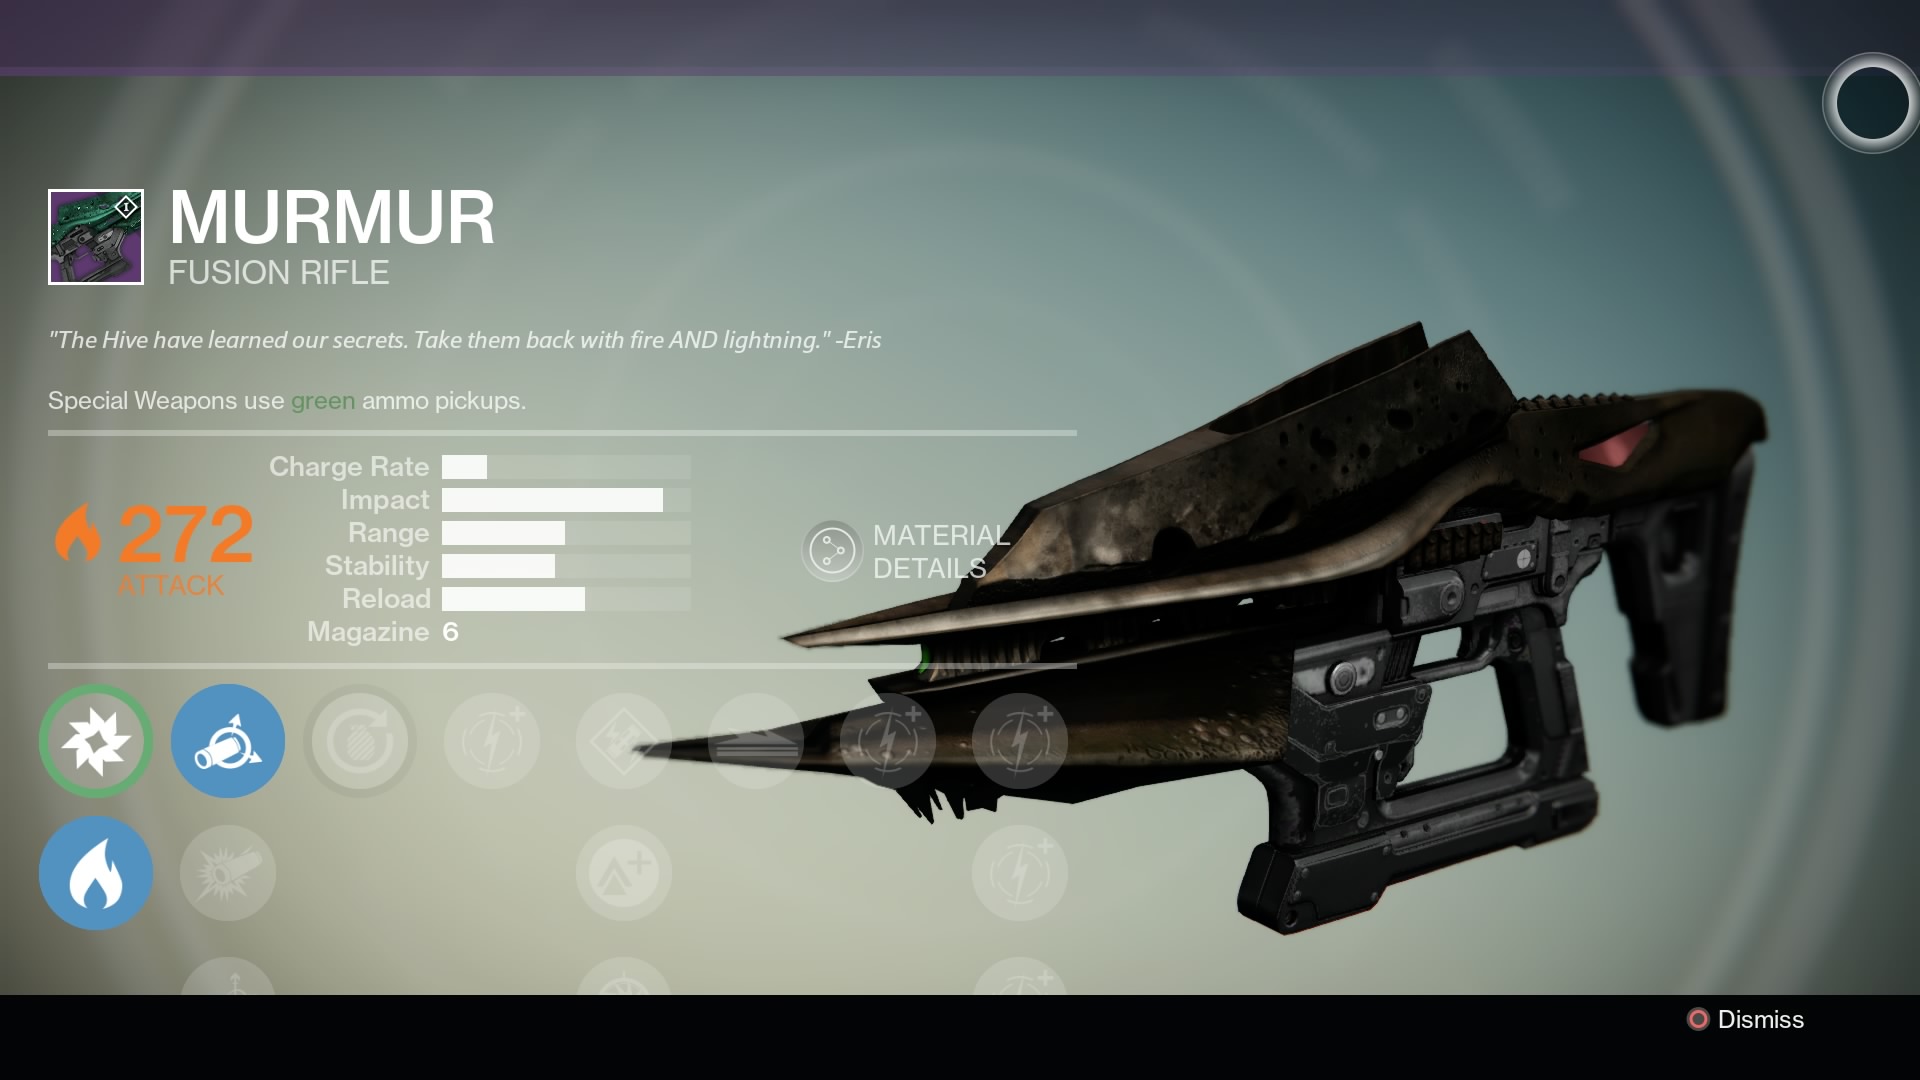 MURMUR
FUSION RIFLE
"The Hive have learned our secrets. Take them back with fire AND lightning." -Eris
Special Weapons use green ammo pickups.
272
ATTACK
Charge Rate
Impact
Range
Stability
Reload
Magazine 6
MATERIAL
DETAILS
Dismiss